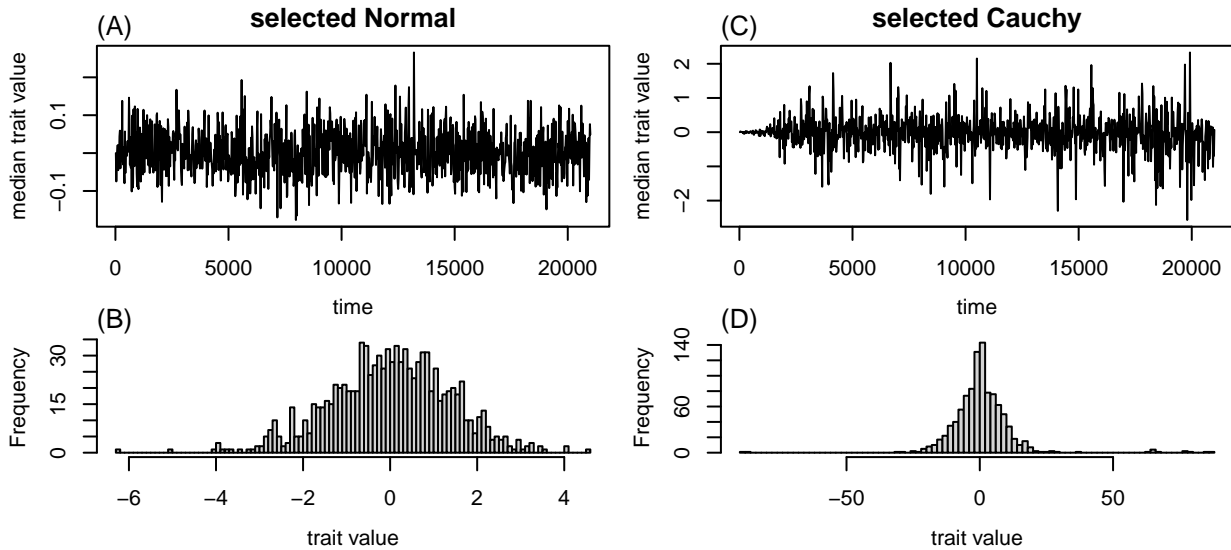 (A)
selected Normal
median trait value
0.1
−0.1
0
5000
10000
15000
20000
time
(C)
selected Cauchy
median trait value
2
1
0
−2
0
5000
10000
15000
20000
time
(B)
Frequency
30
15
0
−6
−4
−2
0
2
4
trait value
(D)
Frequency
140
60
0
−50
0
50
trait value